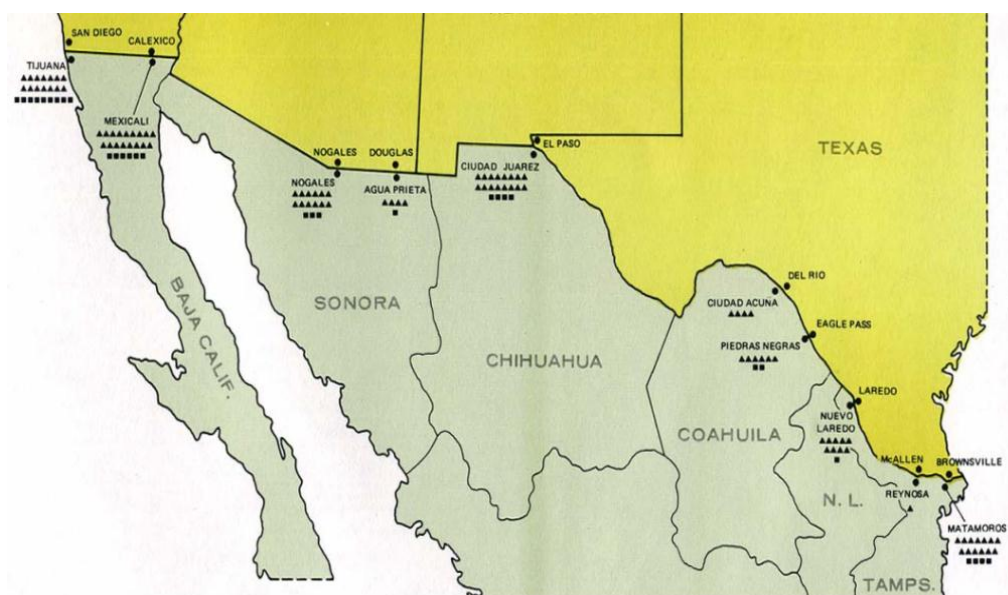 SAN DIEGO
CALEXICO
TIJUANA
MEXICALI
NOGALES
DOUGLAS
NOGALES
AGUA PRIETA
EL PASO
CIUDAD JUAREZ
TEXAS
BAJA CALIF.
SONORA
CHIHUAHUA
DEL RIO
CIUDAD ACUÑA
EAGLE PASS
PIEDRAS NEGRAS
LAREDO
NUEVO
LAREDO
COAHUILA
McALLEN
BROWNSVILLE
REYNOSA
N. L.
MATAMOROS
TAMPS.